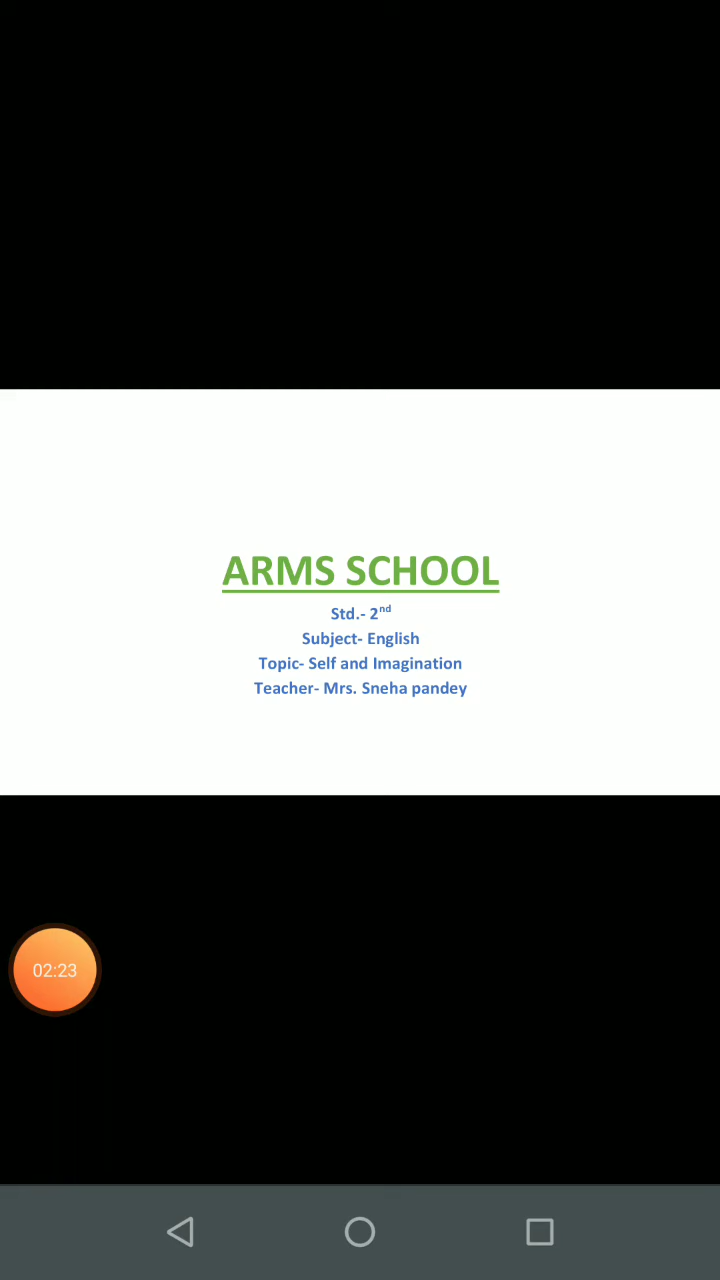 ARMS SCHOOL
Std.- 2nd
Subject- English
Topic- Self and Imagination
Teacher- Mrs. Sneha pandey
02:23